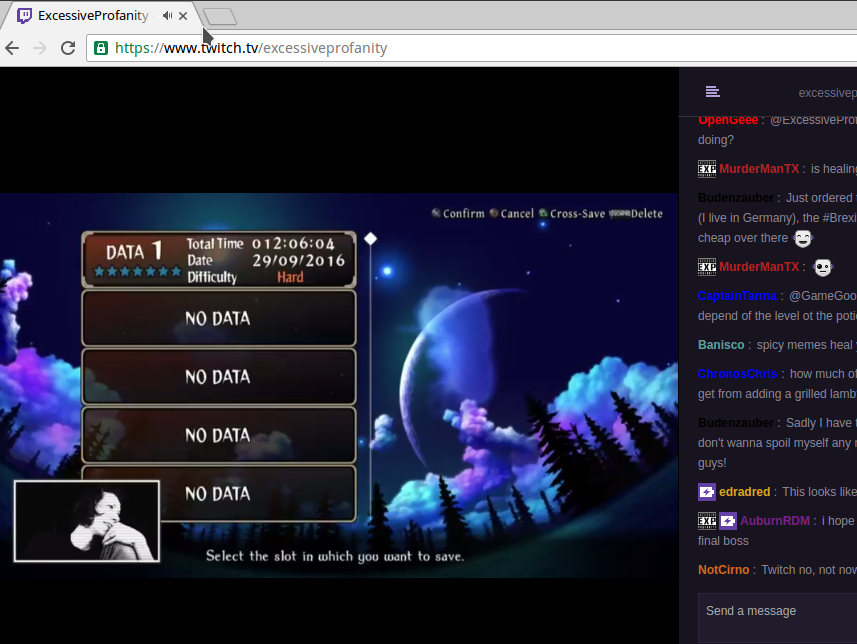 ExcessiveProfanity
https://www.twitch.tv/excessiveprofanity
Confirm Cancel Cross-Save Delete
DATA 1
Total Time 012:06:04
Date 29/09/2016
Difficulty Hard
NO DATA
NO DATA
NO DATA
NO DATA
Select the slot in which you want to save.
excessivep
OpenGeee : @ExcessiveProf
doing?
EXP MurderManTX : is healing
Budenzauber : Just ordered
(I live in Germany), the #Brexi
cheap over there
EXP MurderManTX :
CaptainTarma : @GameGoo
depend of the level ot the poti
Banisco : spicy memes heal
ChronoxChris : how much of
get from adding a grilled lamb
Budenzauber : Sadly I have
don't wanna spoil myself any
guys!
edradred : This looks like
EXP AuburnRDM : i hope
final boss
NotCirno : Twitch no, not now
Send a message